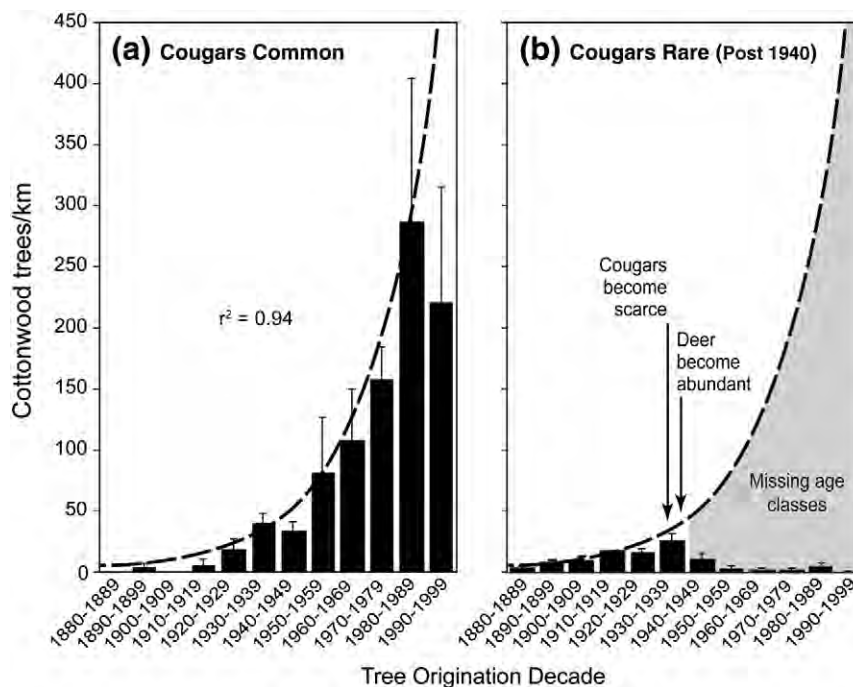 (a) Cougars Common
(b) Cougars Rare (Post 1940)
Cottonwood trees/km
450
400
350
300
250
200
150
100
50
0
r² = 0.94
Cougars
become
scarce
Deer
become
abundant
Missing age
classes
1880-1889
1890-1899
1900-1909
1910-1919
1920-1929
1930-1939
1940-1949
1950-1959
1960-1969
1970-1979
1980-1989
1990-1999
1880-1889
1890-1899
1900-1909
1910-1919
1920-1929
1930-1939
1940-1949
1950-1959
1960-1969
1970-1979
1980-1989
1990-1999
Tree Origination Decade